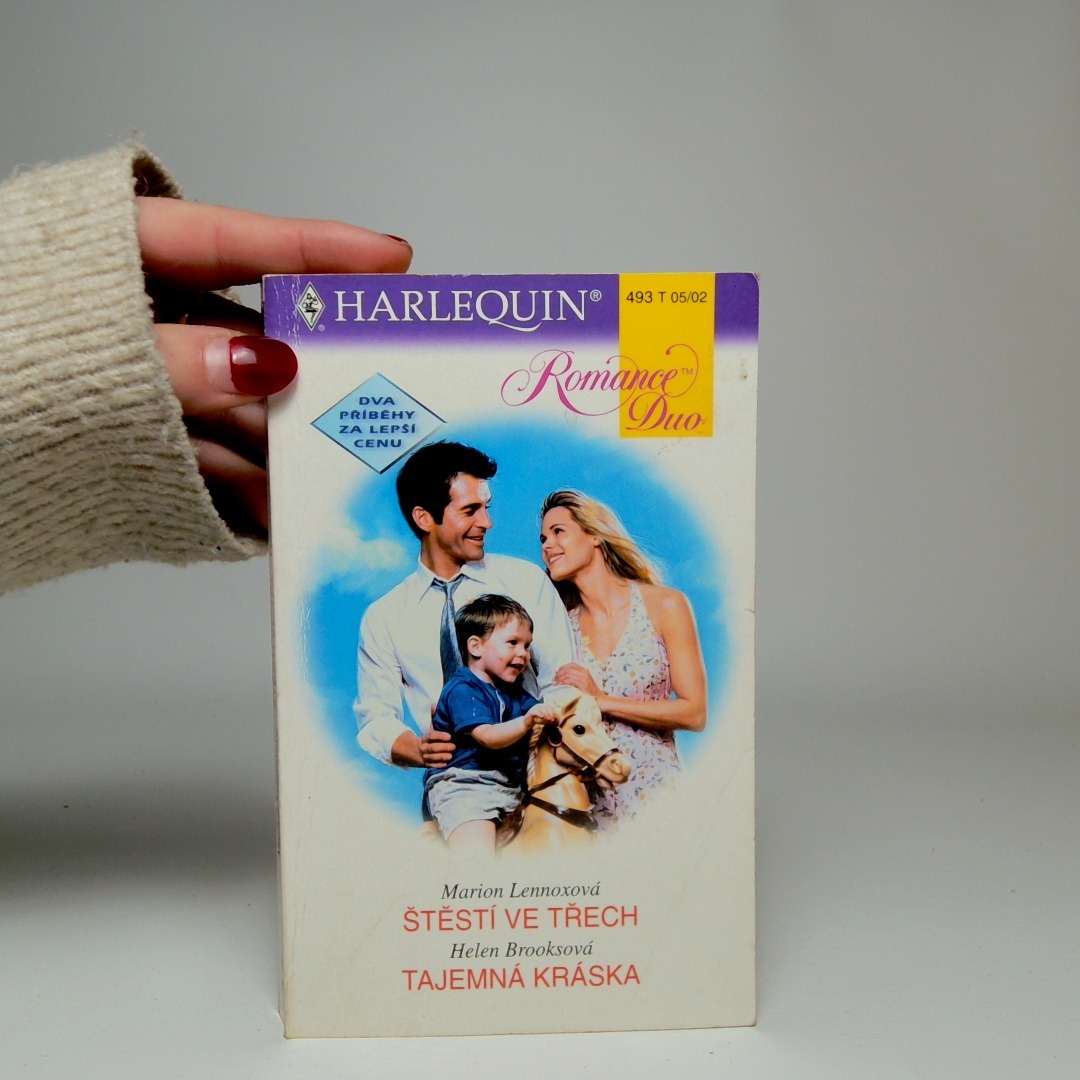 HARLEQUIN®
493 T 05/02
Romance™
Duo
DVA
PŘÍBĚHY
ZA LEPŠÍ
CENU
Marion Lennoxová
ŠTĚSTÍ VE TŘECH
Helen Brooksová
TAJEMNÁ KRÁSKA